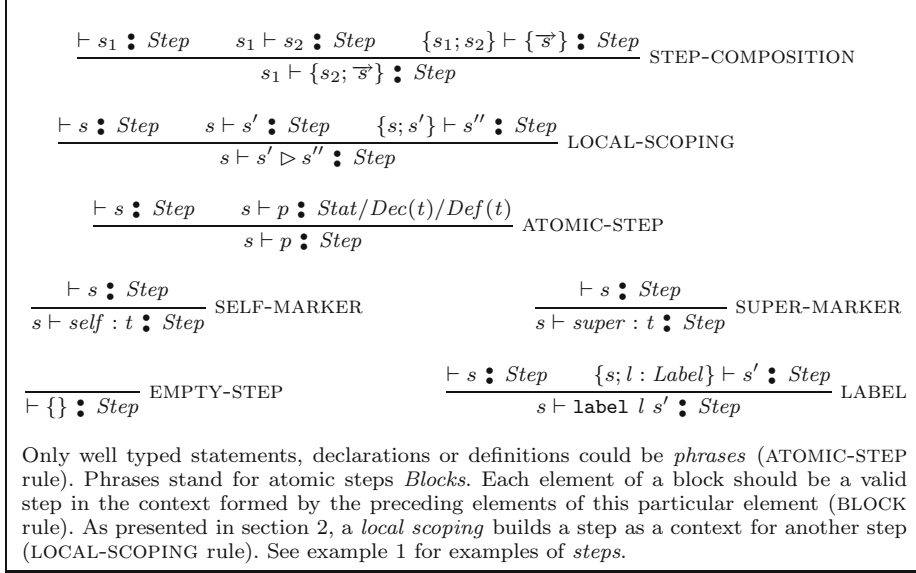 ⊢ s₁ : Step   s₁ ⊢ s₂ : Step   {s₁; s₂} ⊢ {s⃗} : Step
s₁ ⊢ {s₂; s⃗} : Step   STEP-COMPOSITION
⊢ s : Step   s ⊢ s′ : Step   {s; s′} ⊢ s″ : Step
s ⊢ s′ ▷ s″ : Step   LOCAL-SCOPING
⊢ s : Step   s ⊢ p : Stat/Dec(t)/Def(t)
s ⊢ p : Step   ATOMIC-STEP
⊢ s : Step
s ⊢ self : t : Step   SELF-MARKER
⊢ s : Step
s ⊢ super : t : Step   SUPER-MARKER
⊢ {} : Step   EMPTY-STEP
⊢ s : Step   {s; l : Label} ⊢ s′ : Step
s ⊢ label l s′ : Step   LABEL
Only well typed statements, declarations or definitions could be phrases (ATOMIC-STEP
rule). Phrases stand for atomic steps Blocks. Each element of a block should be a valid
step in the context formed by the preceding elements of this particular element (BLOCK
rule). As presented in section 2, a local scoping builds a step as a context for another step
(LOCAL-SCOPING rule). See example 1 for examples of steps.